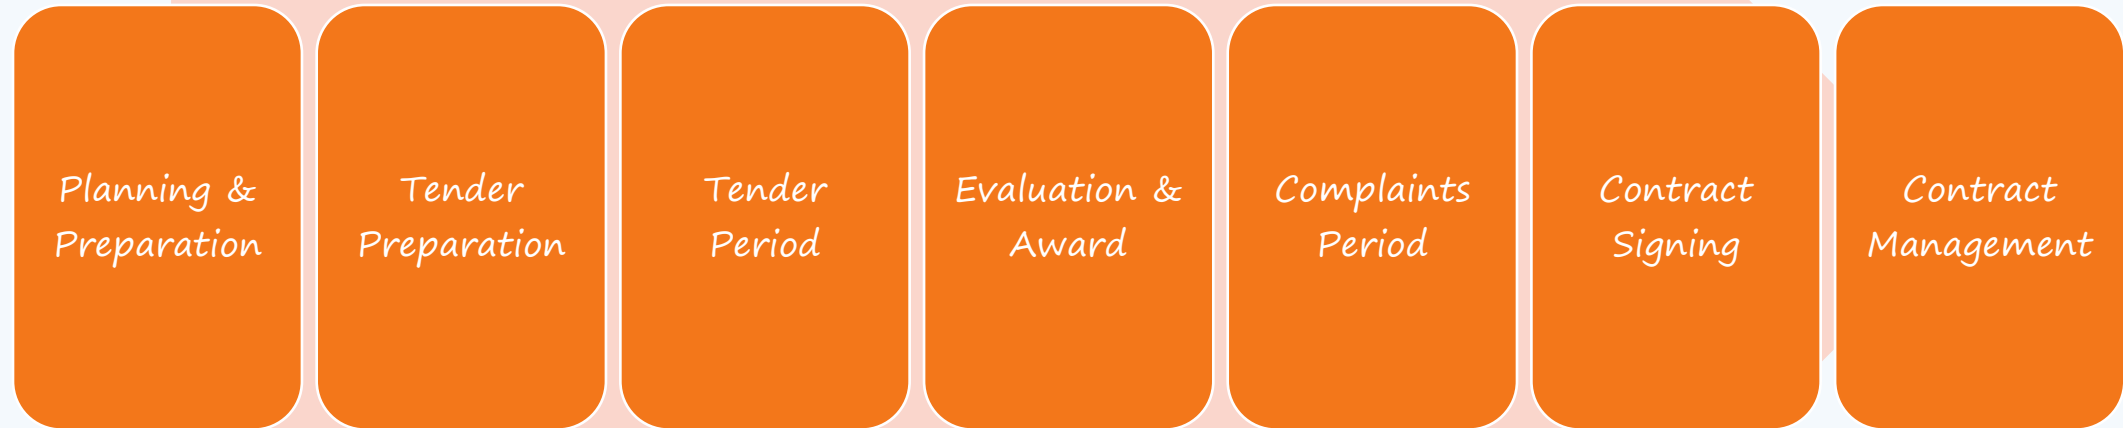 Planning &
Preparation
Tender
Preparation
Tender
Period
Evaluation &
Award
Complaints
Period
Contract
Signing
Contract
Management